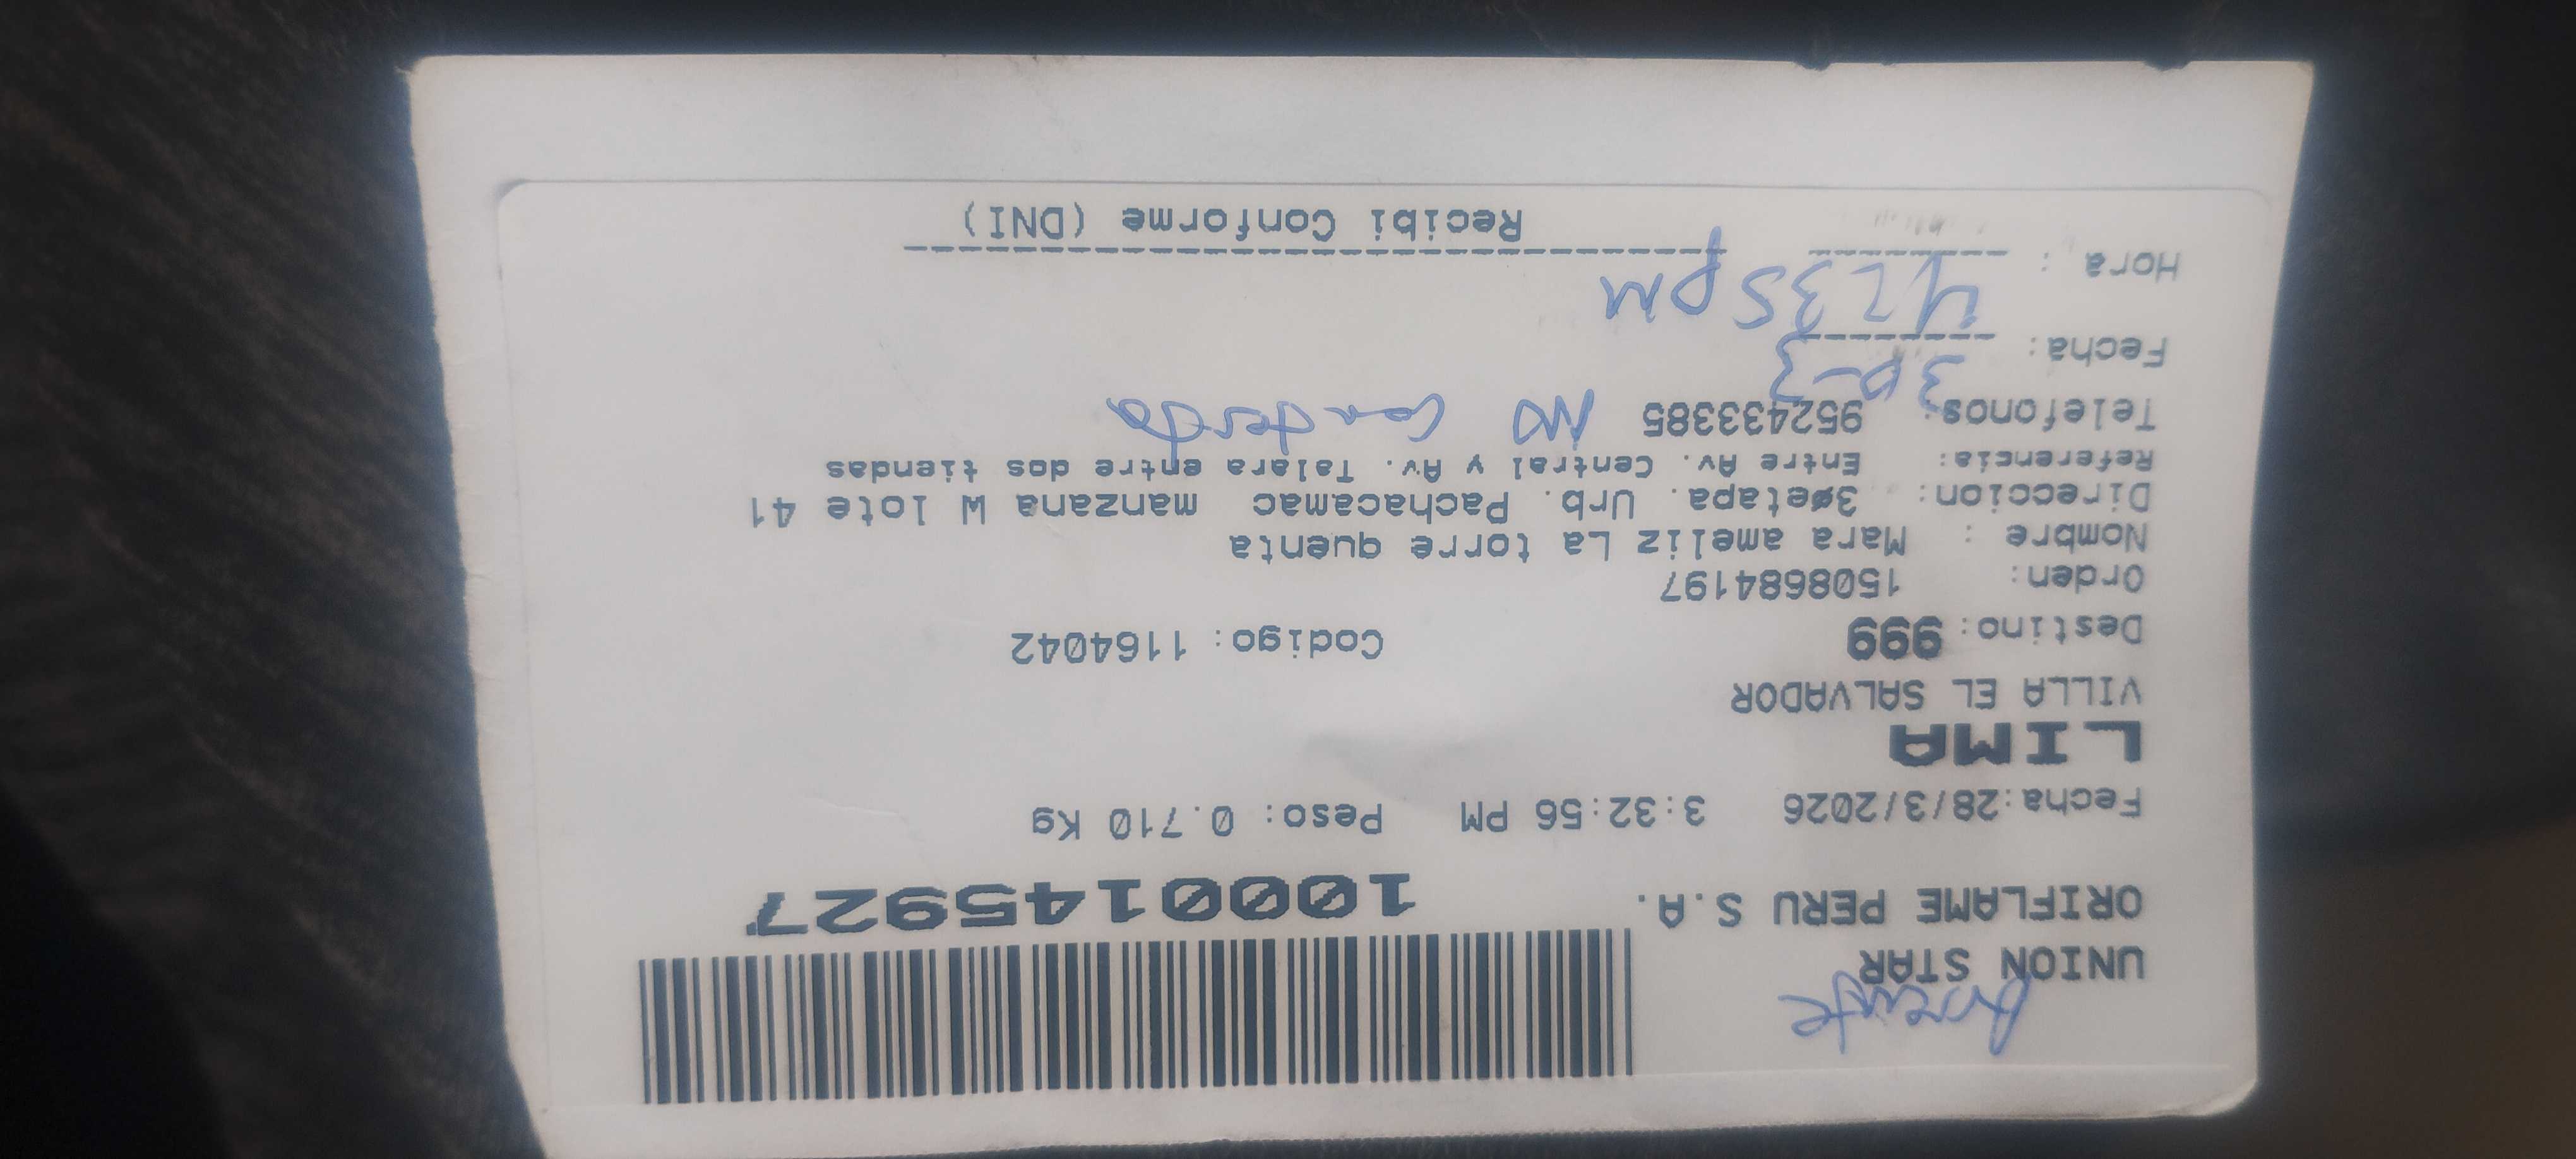 Ausente
UNION STAR
ORIFLAME PERU S.A.
1000145927
Fecha:28/3/2026 3:32:56 PM Peso: 0.710 Kg
LIMA
VILLA EL SALVADOR
Destino: 999 Codigo: 1164042
Orden: 1508684197
Nombre : Mara ameliz La torre quenta
Direccion: 3øetapa. Urb. Pachacamac manzana W lote 41
Referencia: Entre Av. Central y Av. Talara entre dos tiendas
Telefonos: 952433385 NO contesta
Fecha: 30-3
Hora : 4:35 pm
Recibi Conforme (DNI)